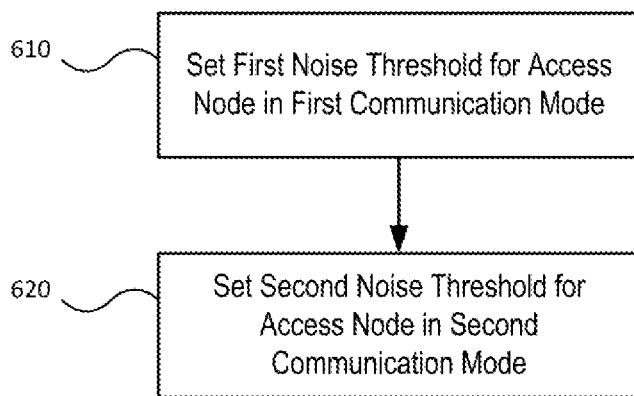 610
Set First Noise Threshold for Access
Node in First Communication Mode
620
Set Second Noise Threshold for
Access Node in Second
Communication Mode